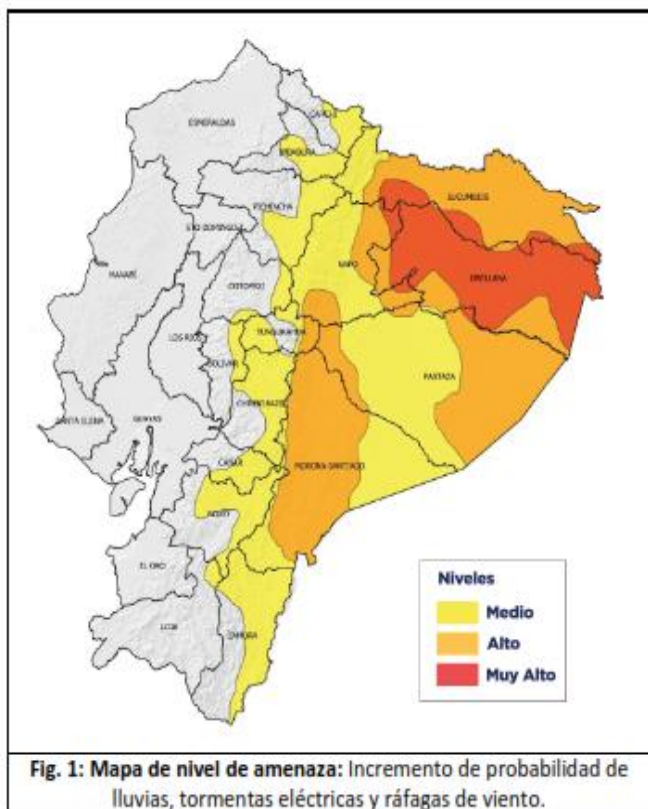 ESMERALDAS
CARCHI
IMBABURA
SUCUMBIOS
PICHINCHA
STO DOMINGO
NAPO
ORELLANA
MANABÍ
COTOPAXI
LOS RIOS
TUNGURAHUA
PASTAZA
BOLIVAR
CHIMBORAZO
SANTA ELENA
GUAYAS
CAÑAR
MORONA SANTIAGO
AZUAY
EL ORO
LOJA
ZAMORA
Niveles
Medio
Alto
Muy Alto
Fig. 1: Mapa de nivel de amenaza: Incremento de probabilidad de
lluvias, tormentas eléctricas y ráfagas de viento.